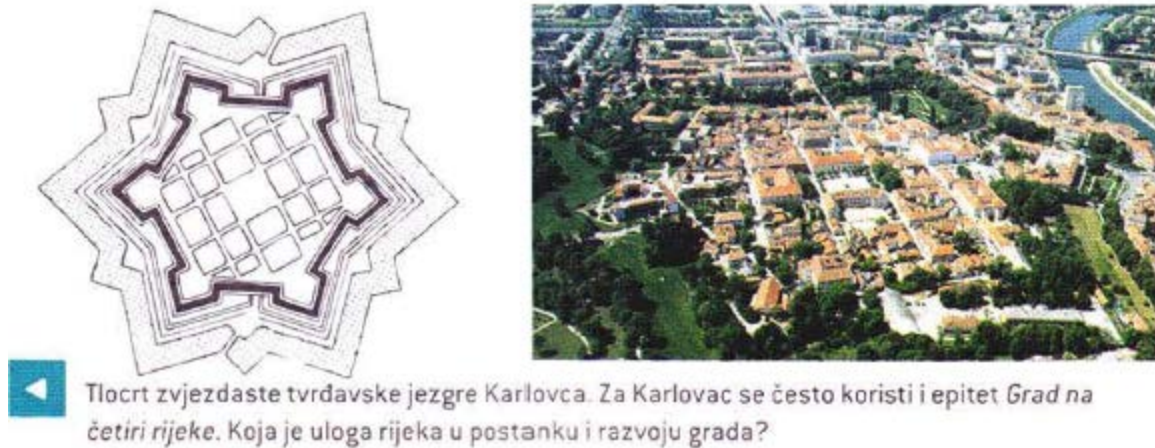 Tlocrt zvjezdaste tvrđavske jezgre Karlovca. Za Karlovac se često koristi i epitet Grad na
četiri rijeke. Koja je uloga rijeka u postanku i razvoju grada?